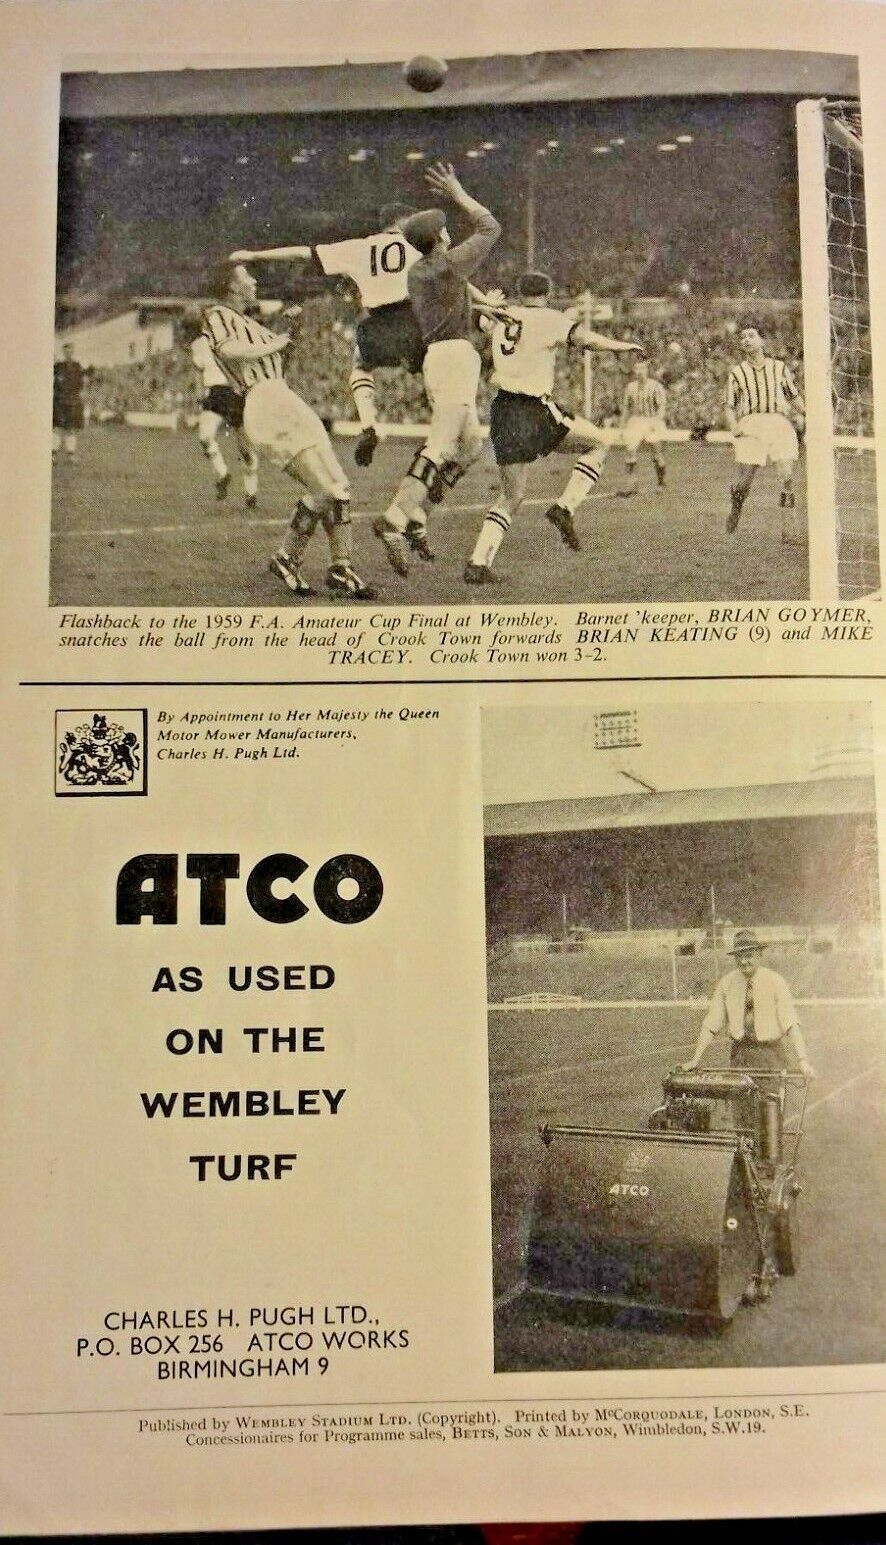 10
9
Flashback to the 1959 F.A. Amateur Cup Final at Wembley. Barnet 'keeper, BRIAN GOYMER,
snatches the ball from the head of Crook Town forwards BRIAN KEATING (9) and MIKE
TRACEY. Crook Town won 3-2.
By Appointment to Her Majesty the Queen
Motor Mower Manufacturers,
Charles H. Pugh Ltd.
ATCO
AS USED
ON THE
WEMBLEY
TURF
ATCO
CHARLES H. PUGH LTD.,
P.O. BOX 256 ATCO WORKS
BIRMINGHAM 9
Published by WEMBLEY STADIUM LTD. (Copyright). Printed by McCORQUODALE, LONDON, S.E.
Concessionaires for Programme sales, BETTS, SON & MALYON, Wimbledon, S.W.19.